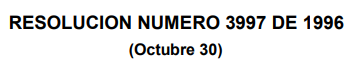 RESOLUCION NUMERO 3997 DE 1996
(Octubre 30)